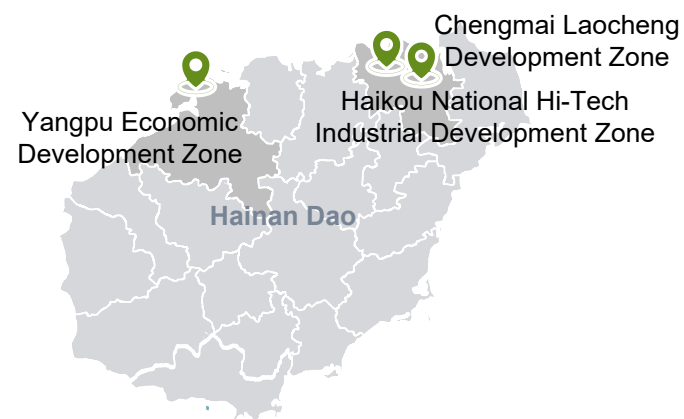 Chengmai Laocheng
Development Zone
Haikou National Hi-Tech
Industrial Development Zone
Yangpu Economic
Development Zone
Hainan Dao